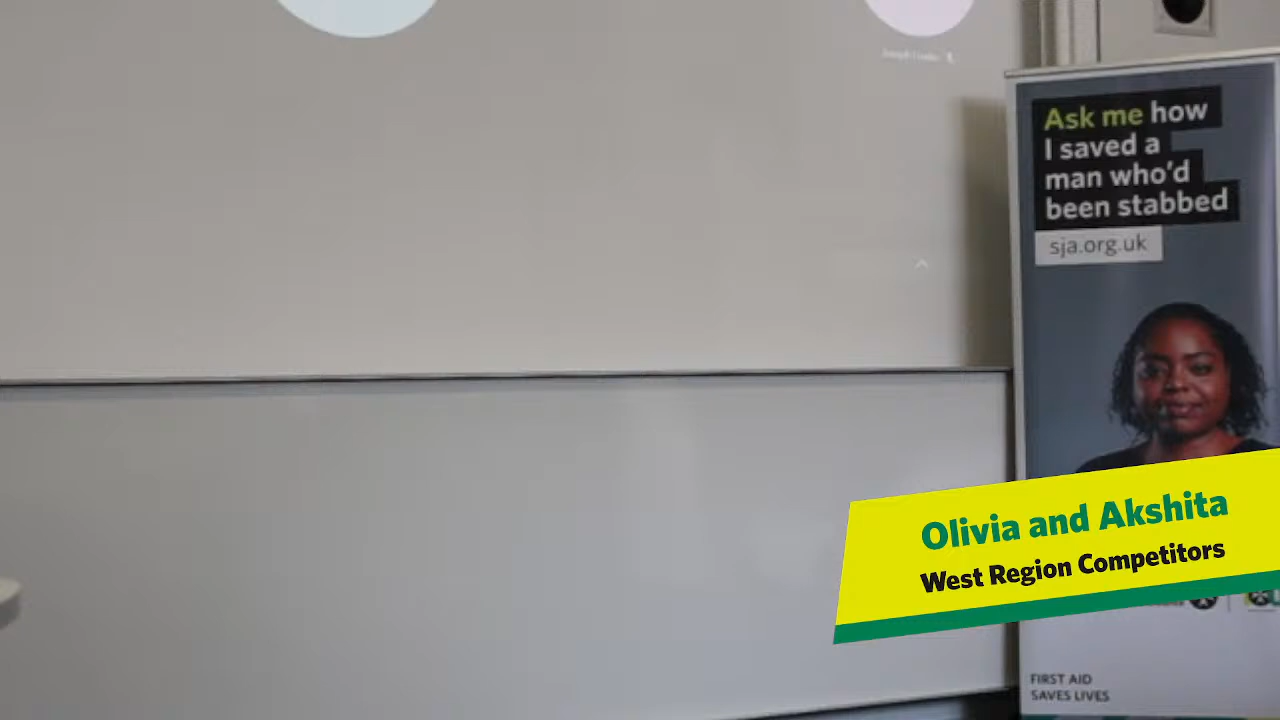 Ask me how
I saved a
man who'd
been stabbed
sja.org.uk
Olivia and Akshita
West Region Competitors
FIRST AID
SAVES LIVES